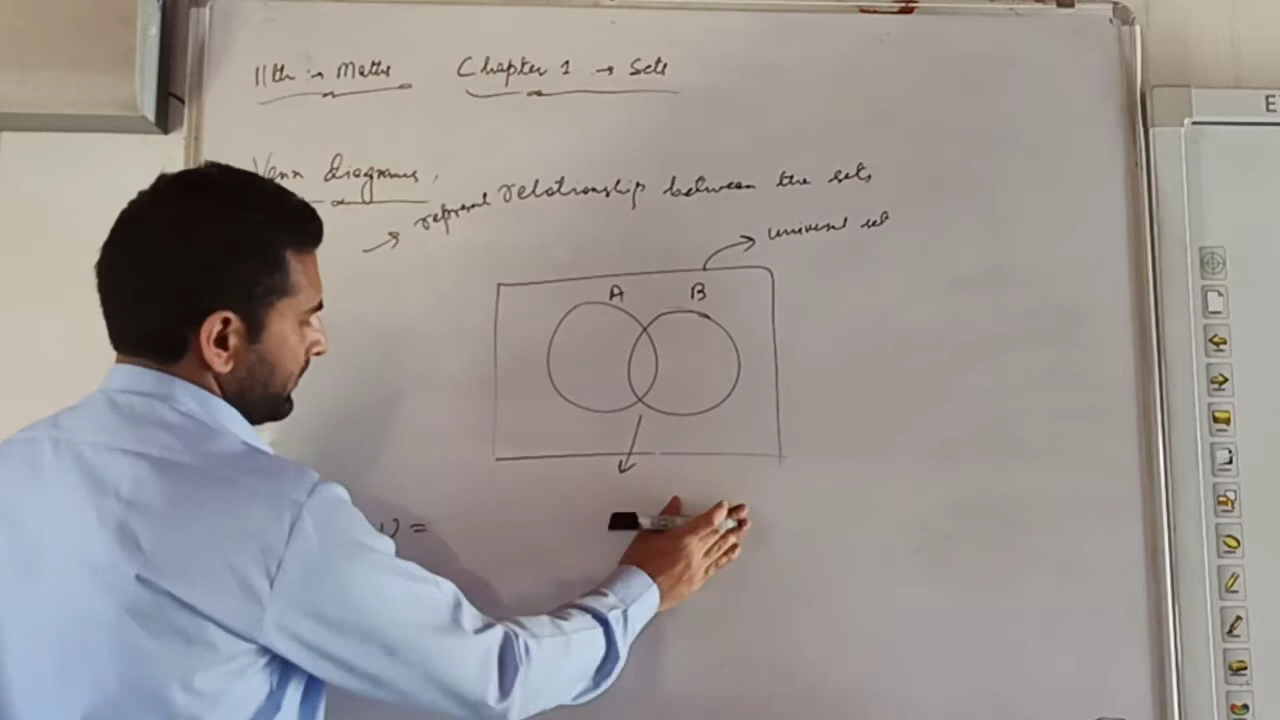 11th :→ Maths Chapter 1 → Sets
Venn diagrams,
→ represent relationship between the sets
universal set
A B
U =
E